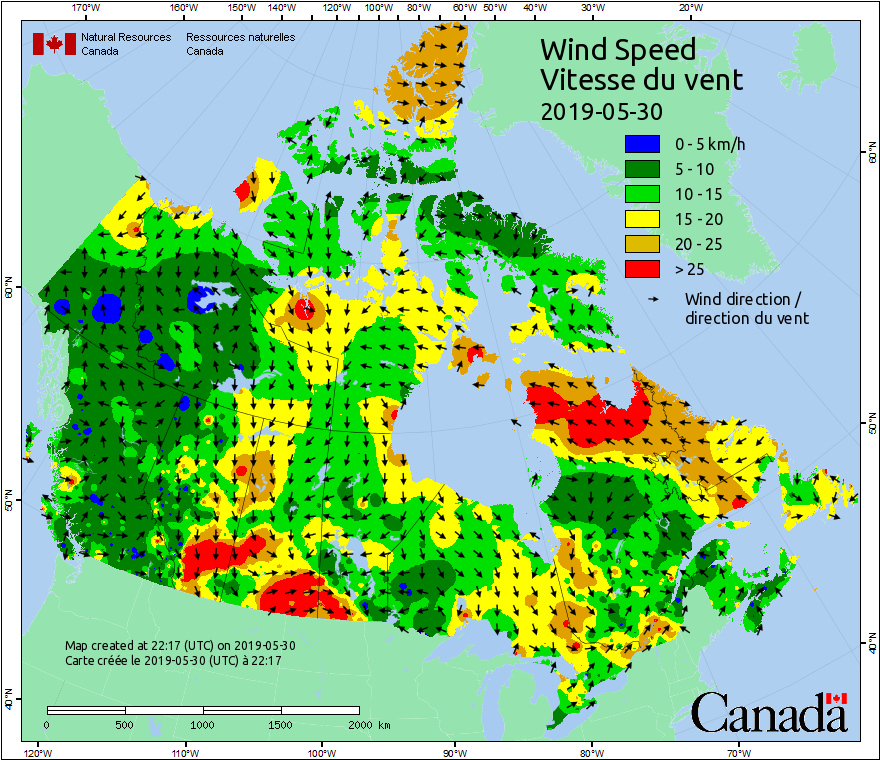 170°W 160°W 150°W 140°W 120°W 100°W 80°W 60°W 50°W 40°W 30°W 20°W
Natural Resources Ressources naturelles
Canada Canada
Wind Speed
Vitesse du vent
2019-05-30
0 - 5 km/h
5 - 10
10 - 15
15 - 20
20 - 25
> 25
Wind direction /
direction du vent
60°N
60°N
50°N
50°N
40°N
40°N
Map created at 22:17 (UTC) on 2019-05-30
Carte créée le 2019-05-30 (UTC) à 22:17
0 500 1000 1500 2000 km
Canada
120°W 110°W 100°W 90°W 80°W 70°W